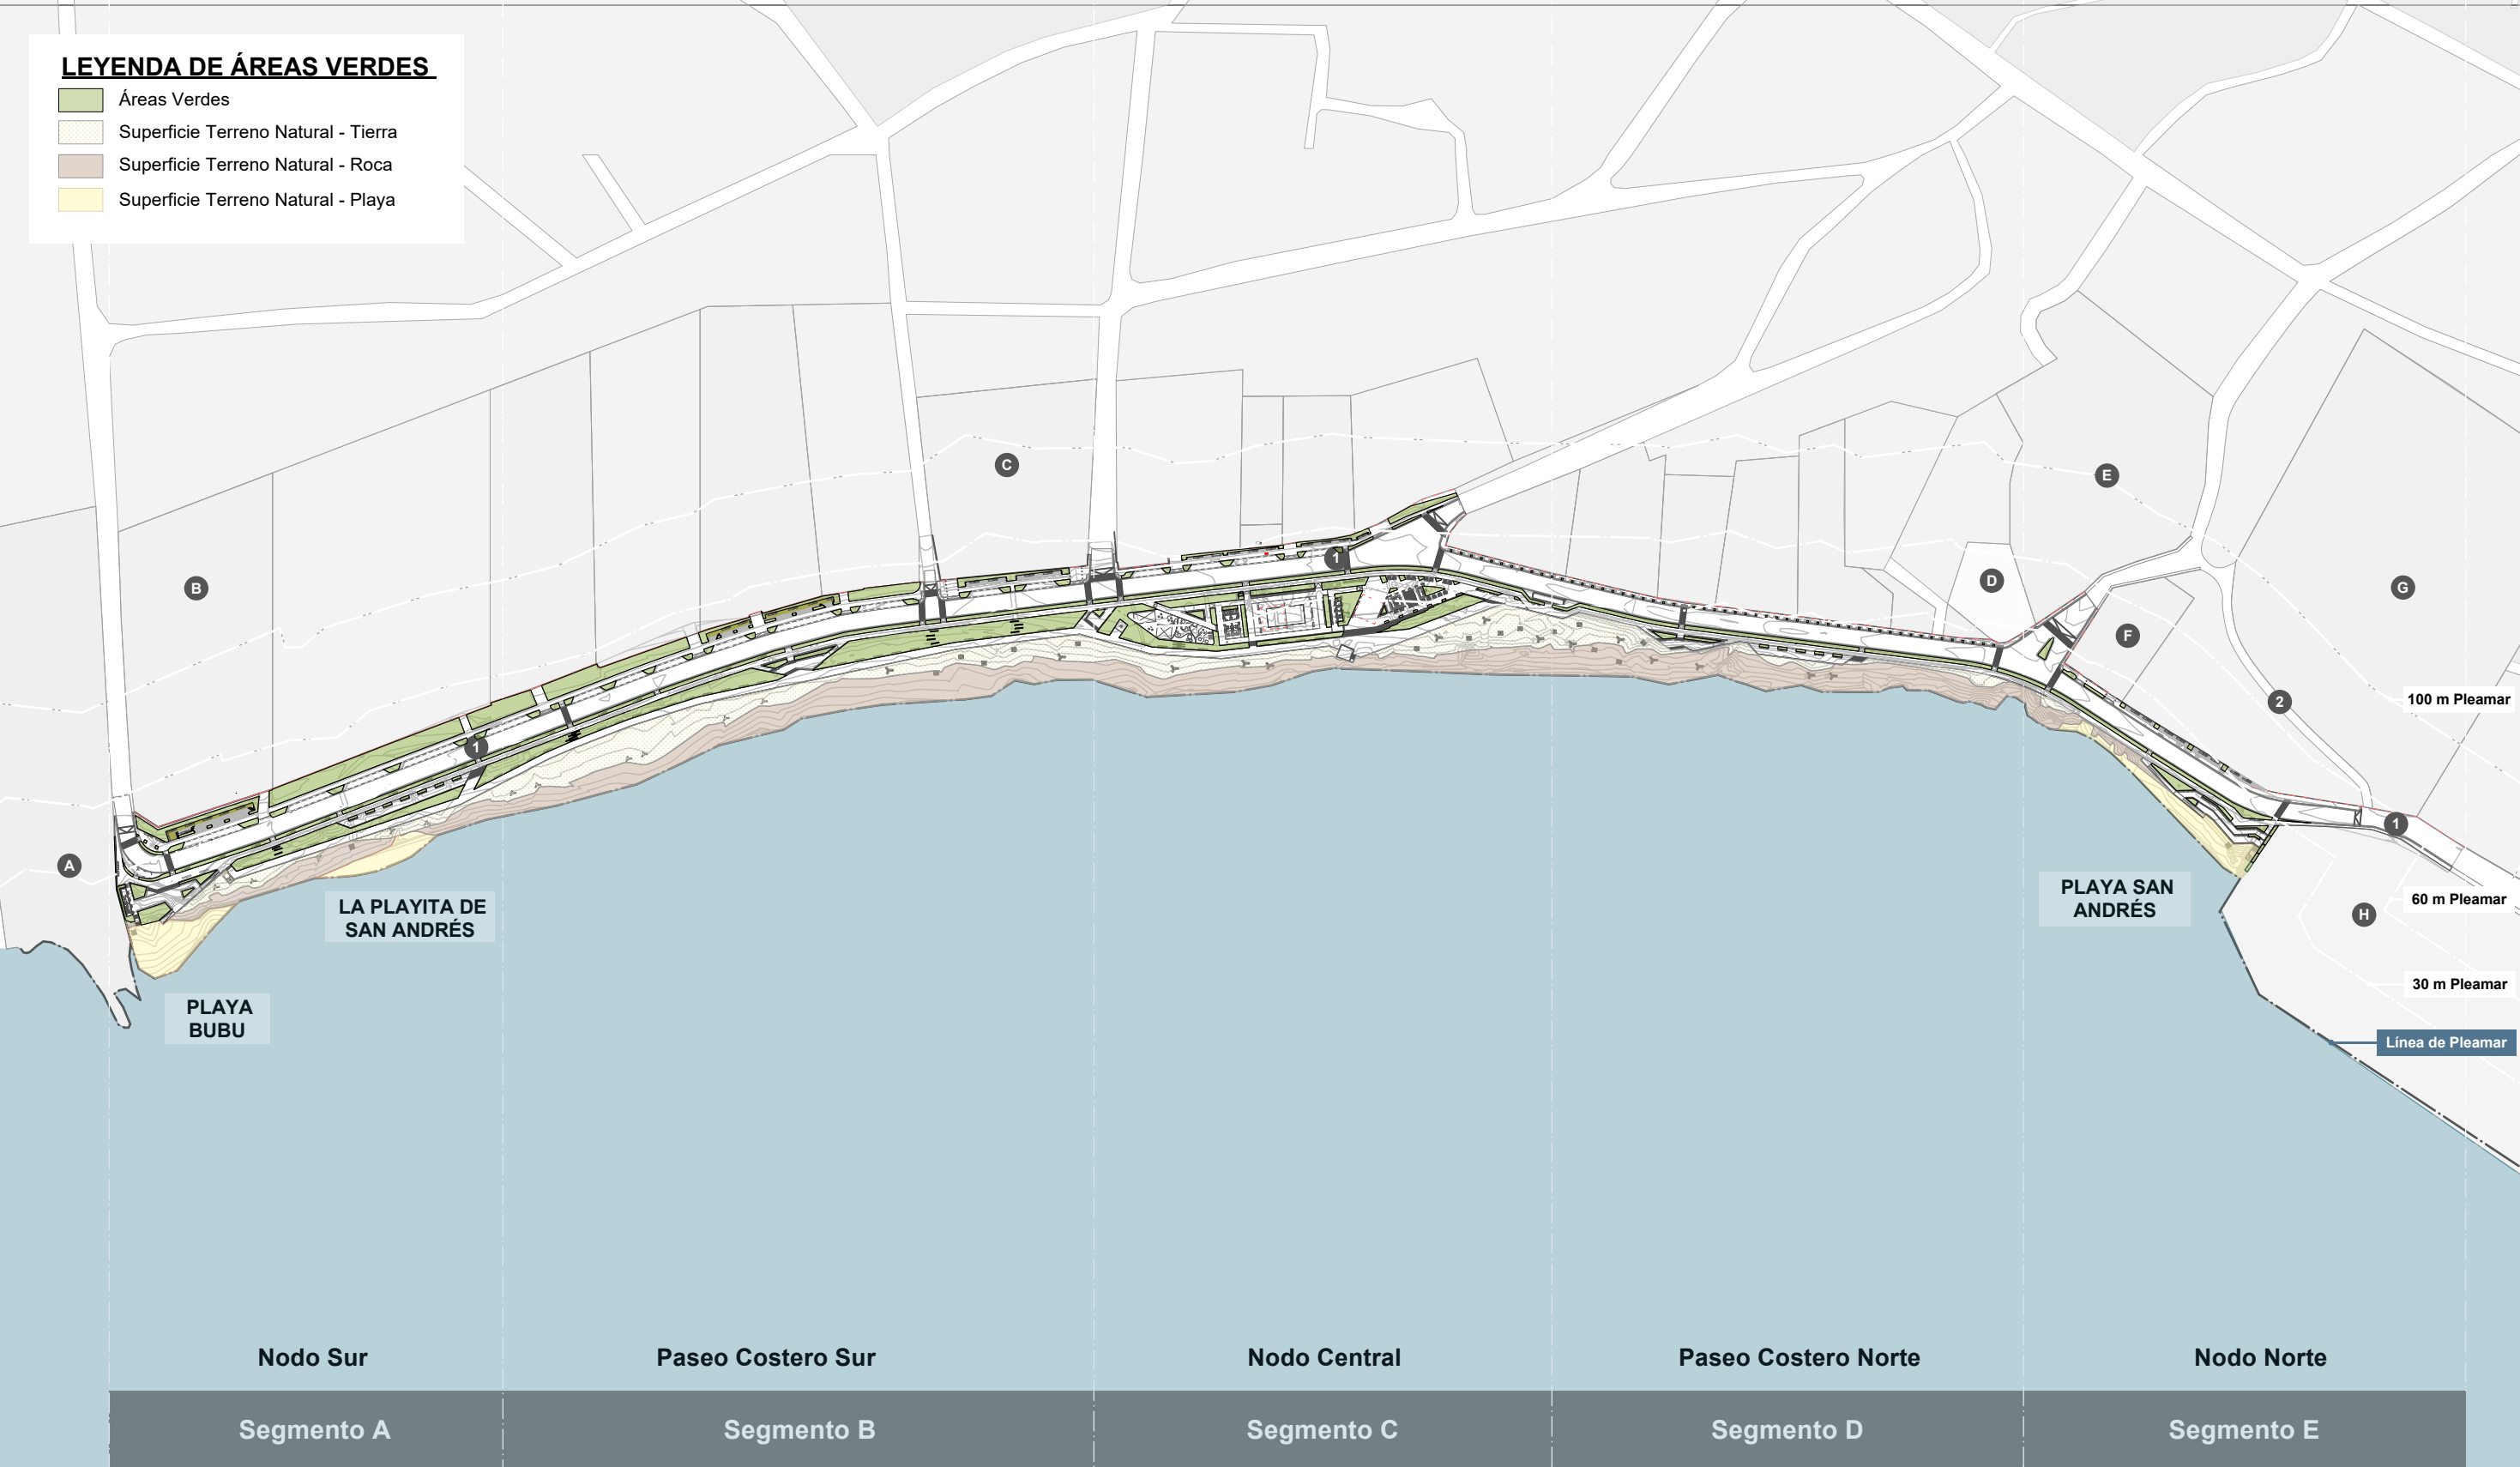 LEYENDA DE ÁREAS VERDES
Áreas Verdes
Superficie Terreno Natural - Tierra
Superficie Terreno Natural - Roca
Superficie Terreno Natural - Playa
C
E
B
1
D
G
F
2
100 m Pleamar
1
1
A
LA PLAYITA DE
SAN ANDRÉS
PLAYA SAN
ANDRÉS
60 m Pleamar
H
30 m Pleamar
PLAYA
BUBU
Línea de Pleamar
Nodo Sur
Paseo Costero Sur
Nodo Central
Paseo Costero Norte
Nodo Norte
Segmento A
Segmento B
Segmento C
Segmento D
Segmento E